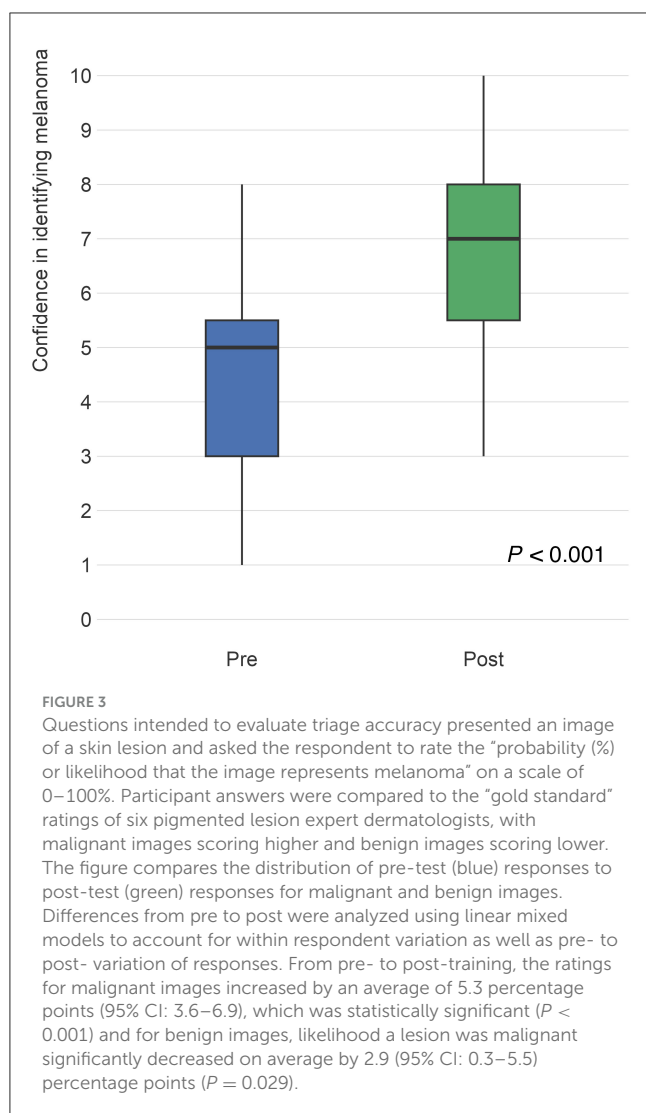 Confidence in identifying melanoma
10
9
8
7
6
5
4
3
2
1
0
P < 0.001
Pre Post
FIGURE 3
Questions intended to evaluate triage accuracy presented an image
of a skin lesion and asked the respondent to rate the “probability (%)
or likelihood that the image represents melanoma” on a scale of
0–100%. Participant answers were compared to the “gold standard”
ratings of six pigmented lesion expert dermatologists, with
malignant images scoring higher and benign images scoring lower.
The figure compares the distribution of pre-test (blue) responses to
post-test (green) responses for malignant and benign images.
Differences from pre to post were analyzed using linear mixed
models to account for within respondent variation as well as pre- to
post- variation of responses. From pre- to post-training, the ratings
for malignant images increased by an average of 5.3 percentage
points (95% CI: 3.6–6.9), which was statistically significant (P <
0.001) and for benign images, likelihood a lesion was malignant
significantly decreased on average by 2.9 (95% CI: 0.3–5.5)
percentage points (P = 0.029).